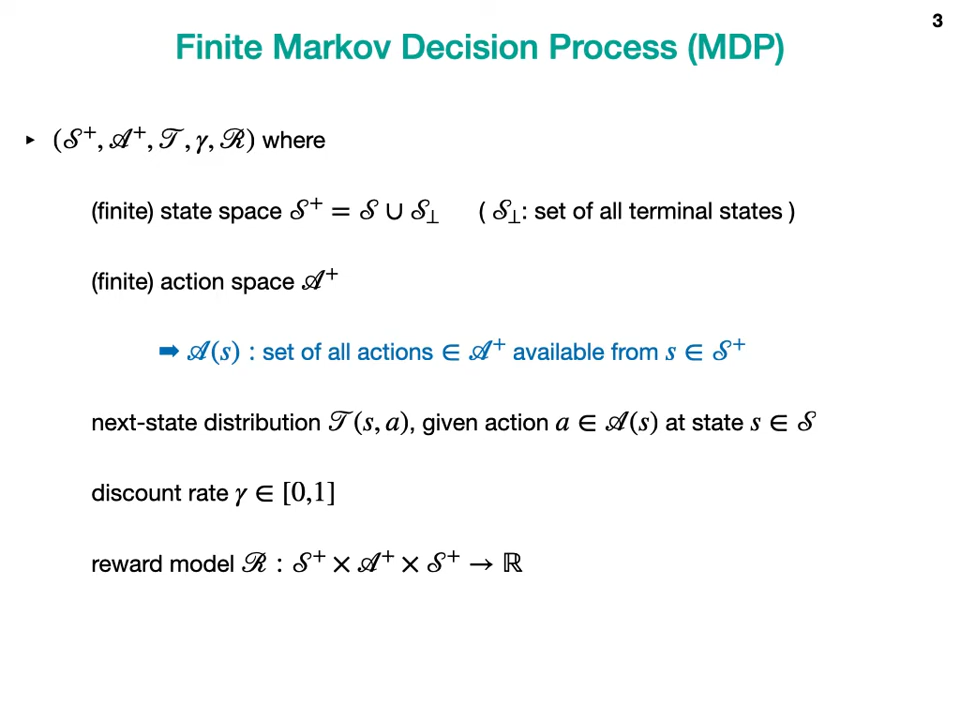 3
Finite Markov Decision Process (MDP)
▸ (𝒮⁺, 𝒜⁺, 𝒯, γ, ℛ) where
(finite) state space 𝒮⁺ = 𝒮 ∪ 𝒮⊥ ( 𝒮⊥: set of all terminal states )
(finite) action space 𝒜⁺
➡ 𝒜(s) : set of all actions ∈ 𝒜⁺ available from s ∈ 𝒮⁺
next-state distribution 𝒯(s, a), given action a ∈ 𝒜(s) at state s ∈ 𝒮
discount rate γ ∈ [0,1]
reward model ℛ : 𝒮⁺ × 𝒜⁺ × 𝒮⁺ → ℝ